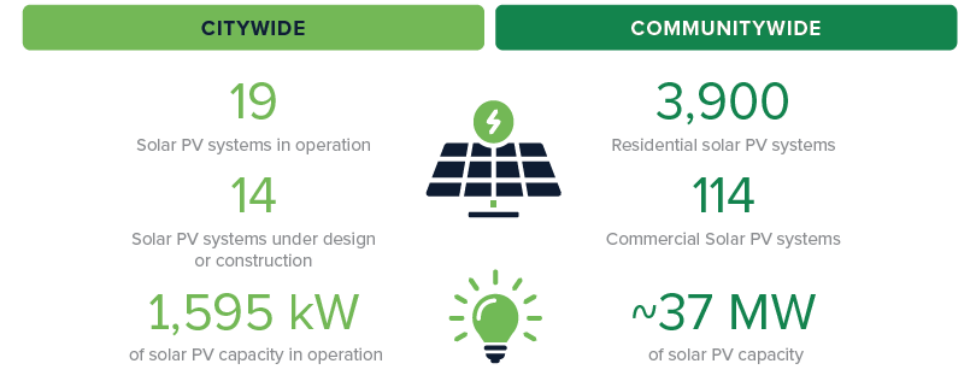 CITYWIDE
19
Solar PV systems in operation
14
Solar PV systems under design
or construction
1,595 kW
of solar PV capacity in operation
COMMUNITYWIDE
3,900
Residential solar PV systems
114
Commercial Solar PV systems
~37 MW
of solar PV capacity